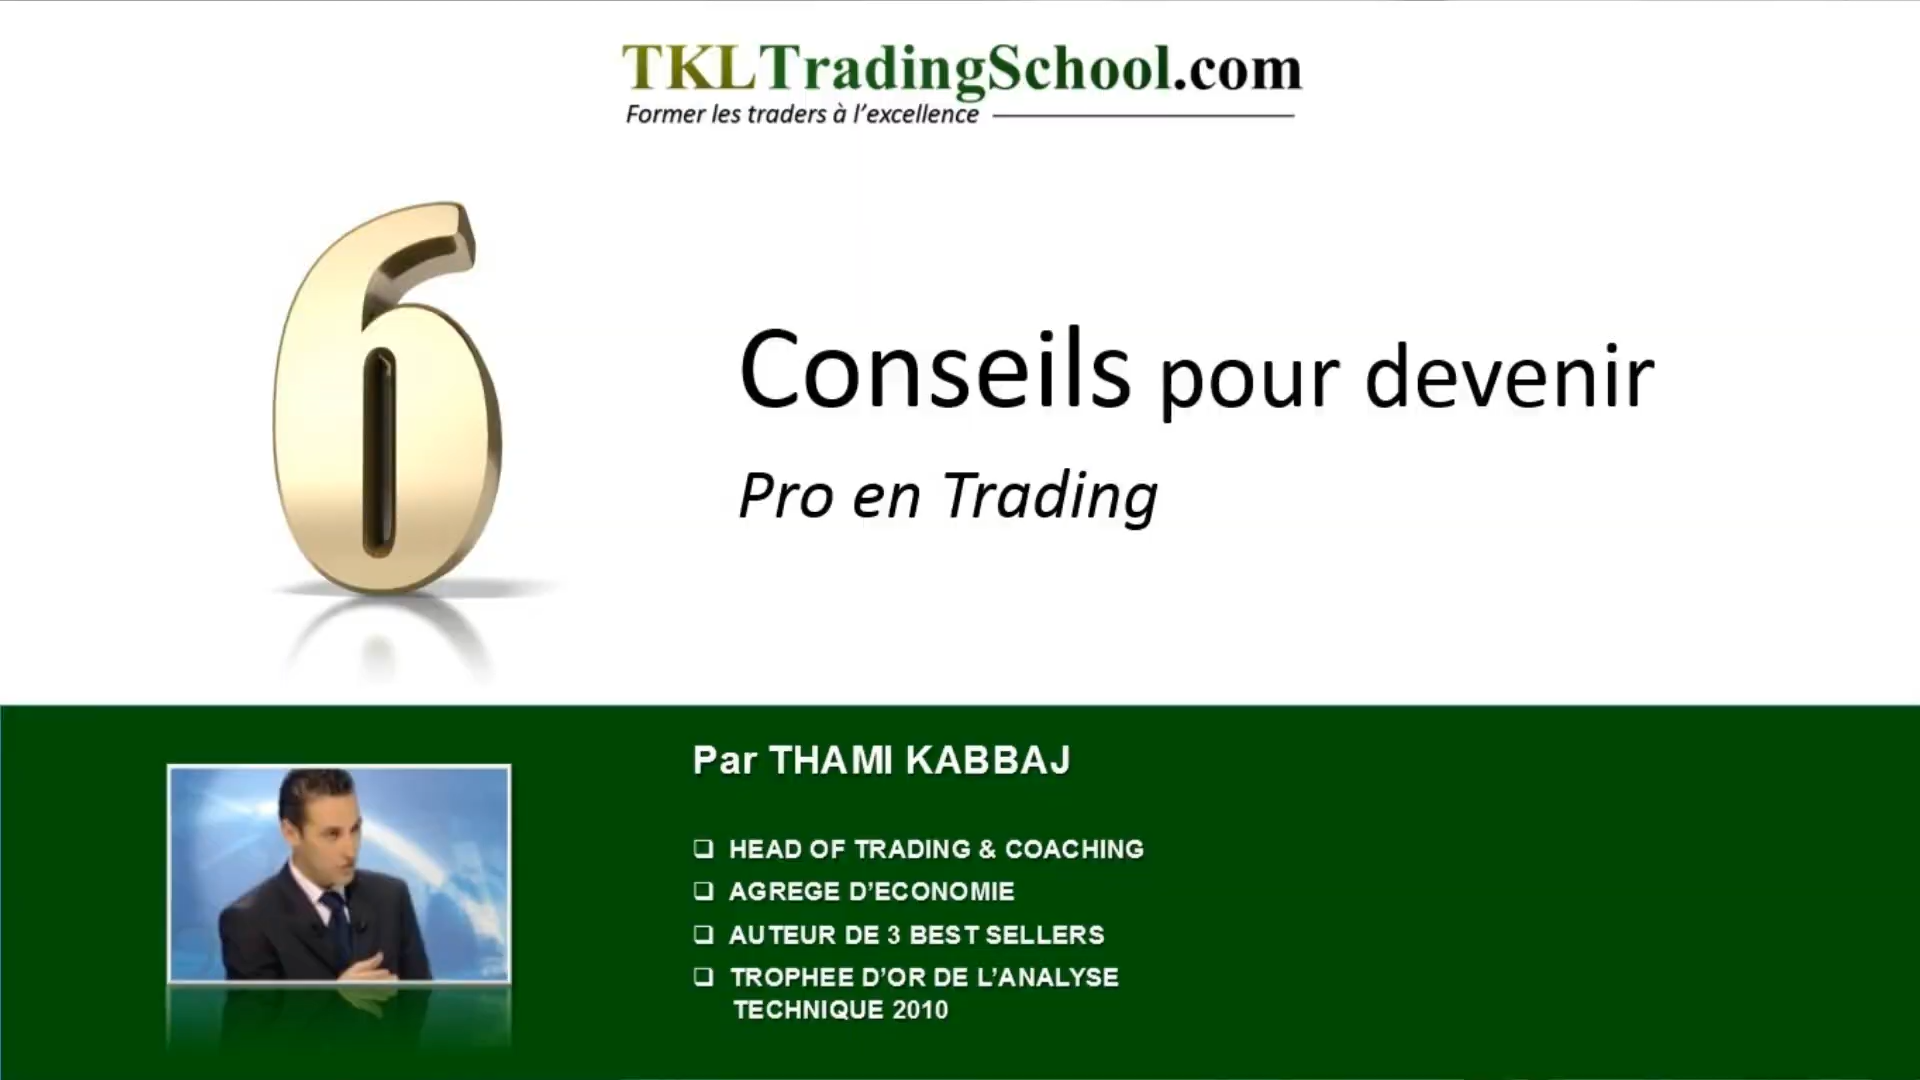 TKLTradingSchool.com
Former les traders à l’excellence
6
Conseils pour devenir
Pro en Trading
Par THAMI KABBAJ
❑ HEAD OF TRADING & COACHING
❑ AGREGE D’ECONOMIE
❑ AUTEUR DE 3 BEST SELLERS
❑ TROPHEE D’OR DE L’ANALYSE
TECHNIQUE 2010